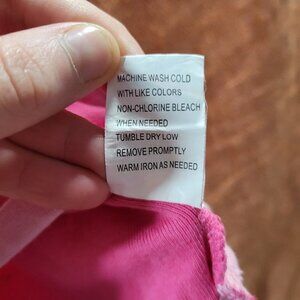 MACHINE WASH COLD
WITH LIKE COLORS
NON-CHLORINE BLEACH
WHEN NEEDED
TUMBLE DRY LOW
REMOVE PROMPTLY
WARM IRON AS NEEDED